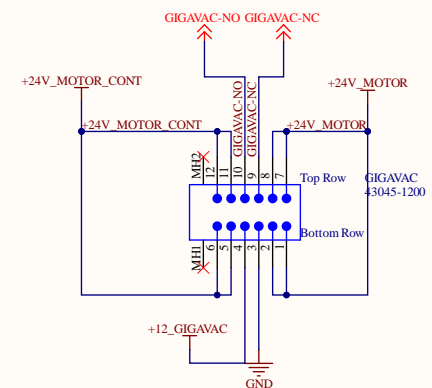 GIGAVAC-NO GIGAVAC-NC
+24V_MOTOR_CONT
+24V_MOTOR
GIGAVAC-NO
GIGAVAC-NC
+24V_MOTOR_CONT
+24V_MOTOR
MH2
12
11
10
9
8
7
Top Row
GIGAVAC
43045-1200
Bottom Row
MH1
6
5
4
3
2
1
+12_GIGAVAC
GND